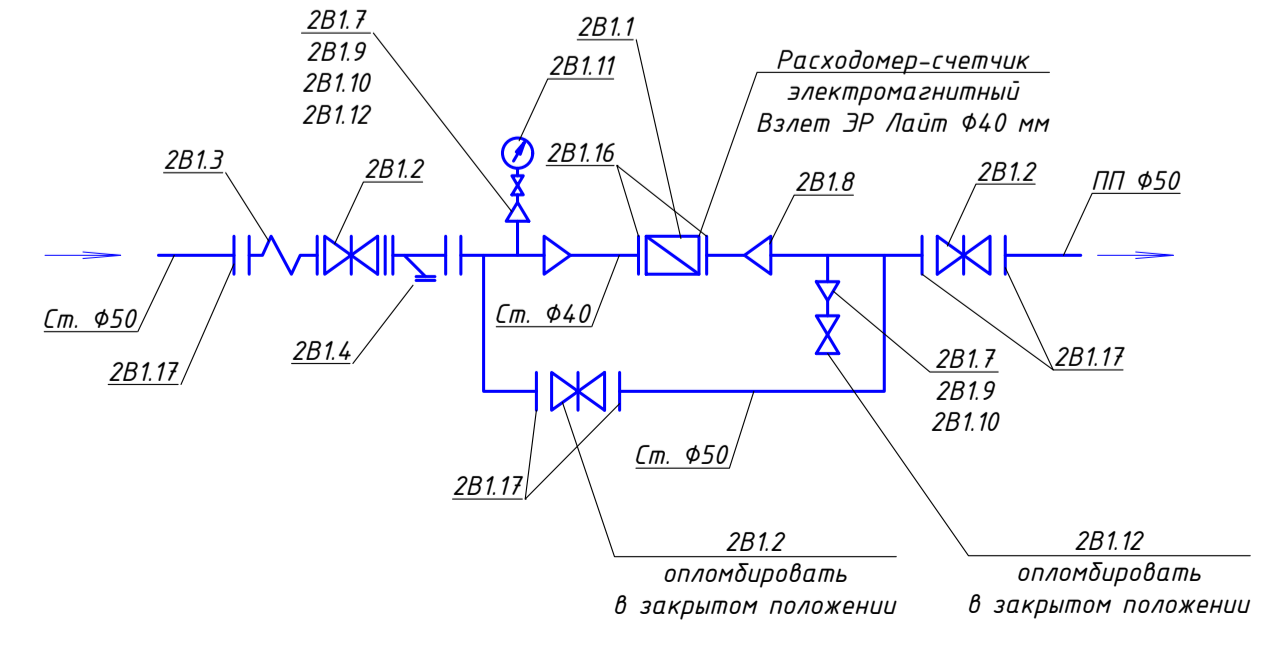 2В1.7
2В1.9
2В1.10
2В1.12
2В1.1
2В1.11
Расходомер-счетчик
электромагнитный
Взлет ЭР Лайт Ф40 мм
2В1.3
2В1.2
2В1.16
2В1.8
2В1.2
ПП Ф50
Ст. Ф50
2В1.17
2В1.4
Ст. Ф40
2В1.7
2В1.9
2В1.10
2В1.17
Ст. Ф50
2В1.17
2В1.2
опломбировать
в закрытом положении
2В1.12
опломбировать
в закрытом положении